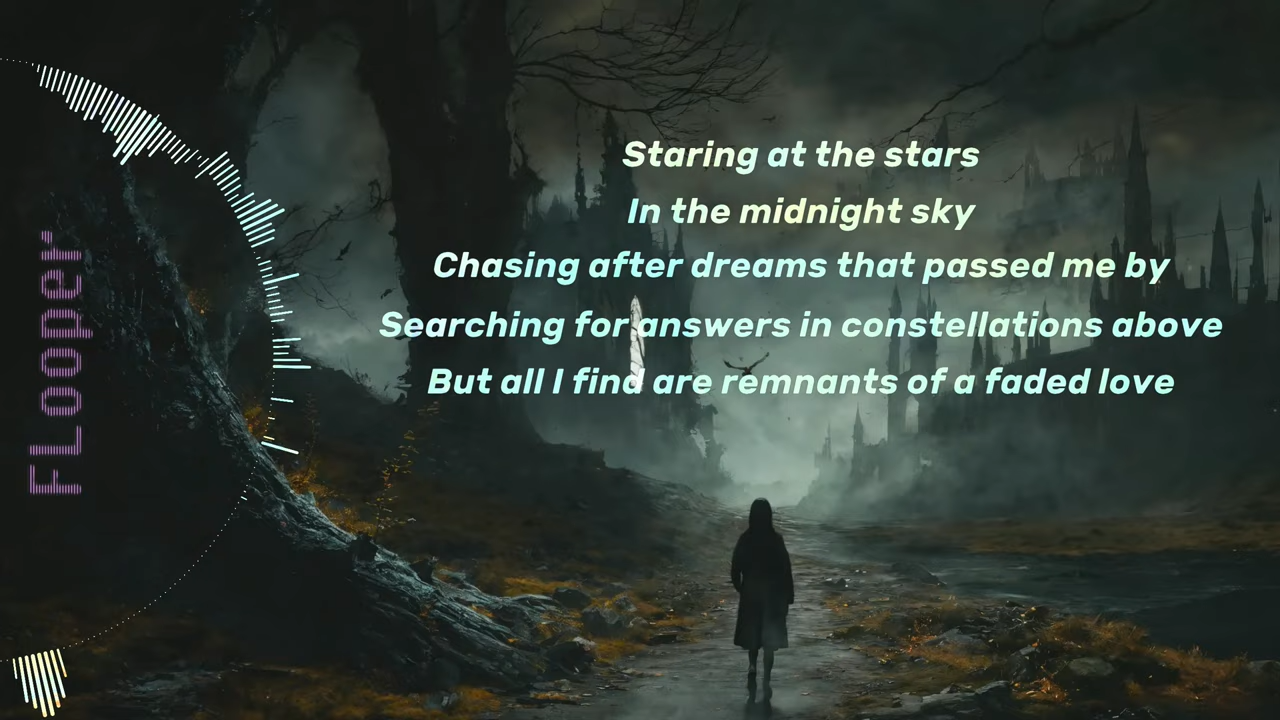 FLooper
Staring at the stars
In the midnight sky
Chasing after dreams that passed me by
Searching for answers in constellations above
But all I find are remnants of a faded love